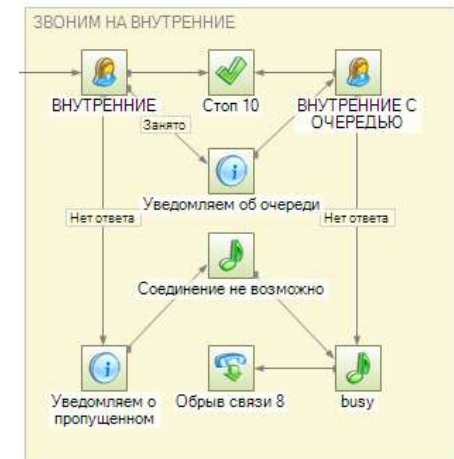 ЗВОНИМ НА ВНУТРЕННИЕ
ВНУТРЕННИЕ
Стоп 10
ВНУТРЕННИЕ С
ОЧЕРЕДЬЮ
Занято
Уведомляем об очереди
Нет ответа
Нет ответа
Соединение не возможно
Уведомляем о
пропущенном
Обрыв связи 8
busy